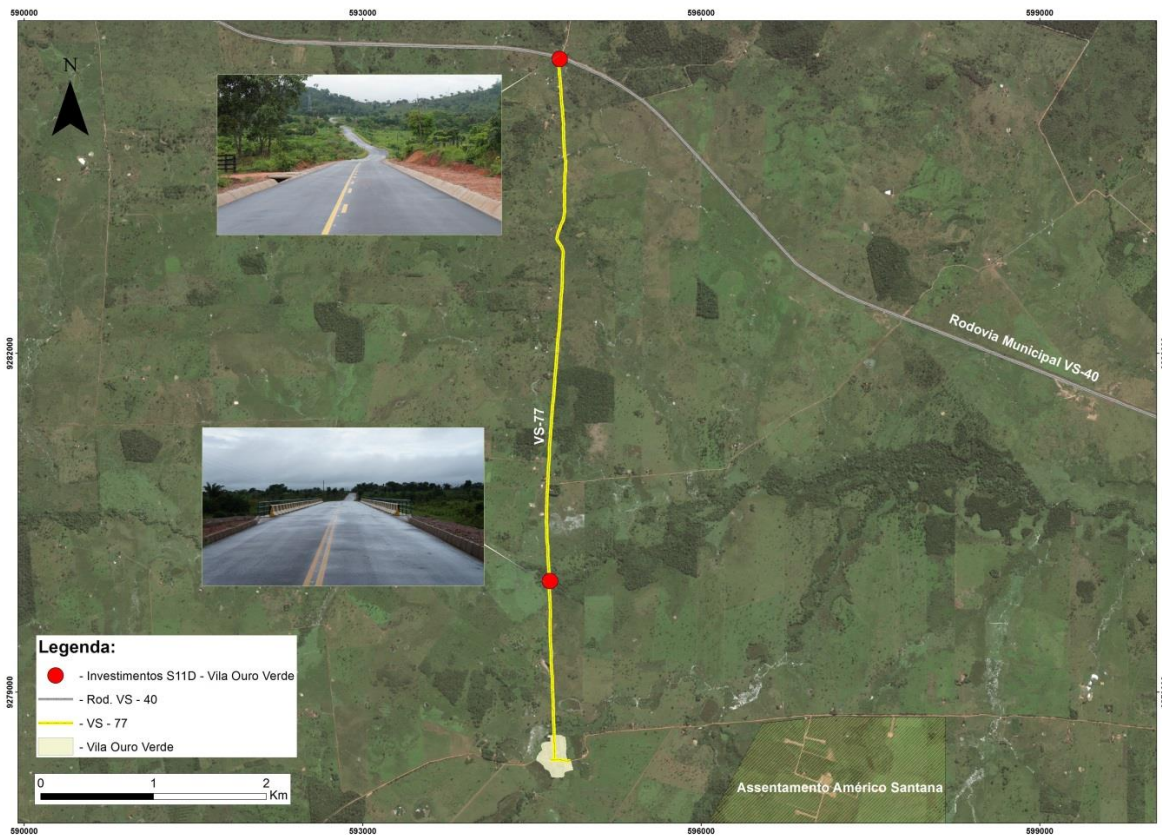 590000
593000
596000
599000
N
9282000
Rodovia Municipal VS-40
VS-77
Legenda:
- Investimentos S11D - Vila Ouro Verde
- Rod. VS - 40
- VS - 77
- Vila Ouro Verde
9279000
0 1 2
Km
Assentamento Américo Santana
590000
593000
596000
599000